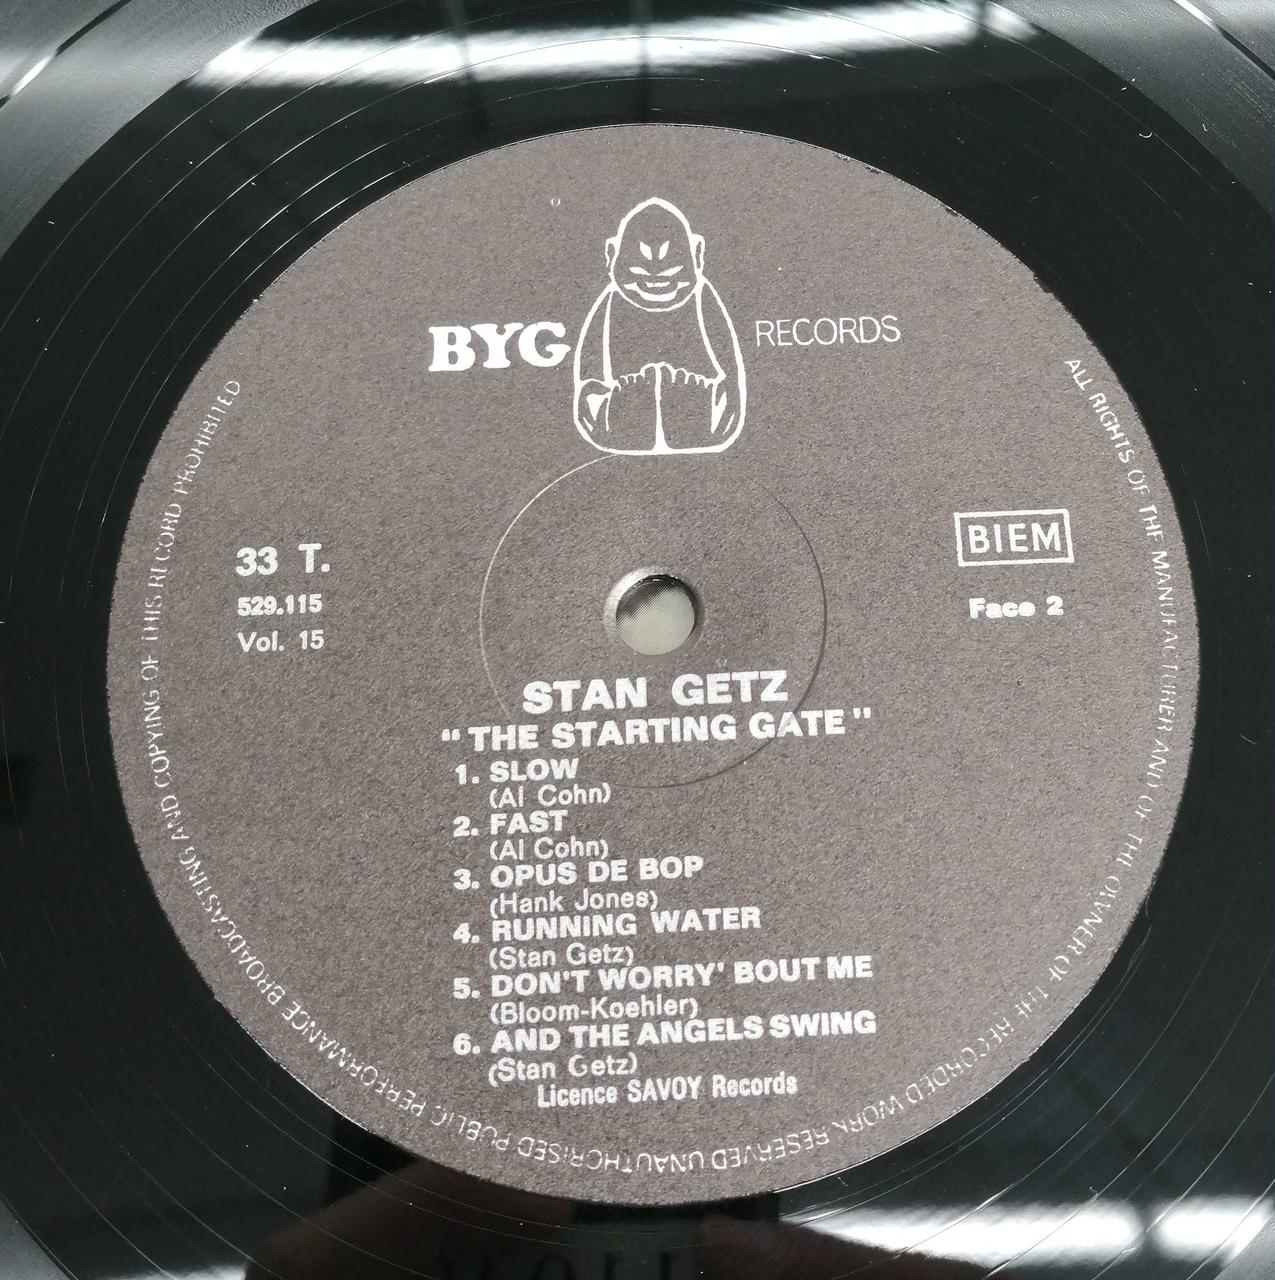 BYG RECORDS
33 T.
529.115
Vol. 15
BIEM
Face 2
STAN GETZ
"THE STARTING GATE"
1. SLOW
(Al Cohn)
2. FAST
(Al Cohn)
3. OPUS DE BOP
(Hank Jones)
4. RUNNING WATER
(Stan Getz)
5. DON'T WORRY' BOUT ME
(Bloom-Koehler)
6. AND THE ANGELS SWING
(Stan Getz)
Licence SAVOY Records
ALL RIGHTS OF THE MANUFACTURER AND OF THE OWNER OF THE RECORDED WORK RESERVED UNAUTHORISED PUBLIC PERFORMANCE BROADCASTING AND COPYING OF THIS RECORD PROHIBITED